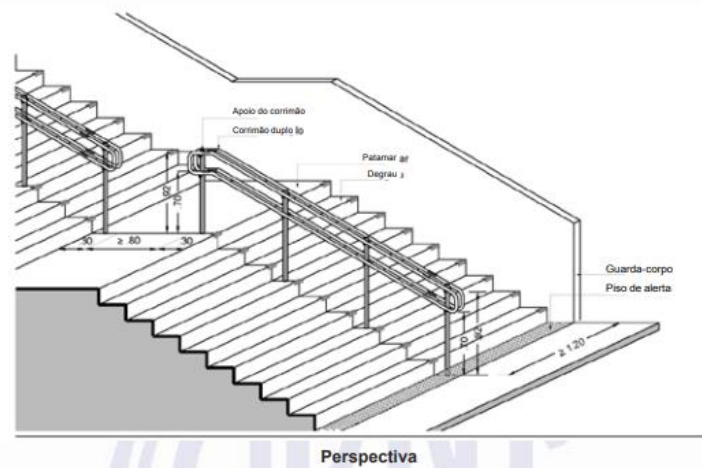 Apoio do corrimão
Corrimão duplo
Patamar
Degrau
.92
.70
.30
≥ .80
.30
Guarda-corpo
Piso de alerta
.70
.92
≥ 1.20
Perspectiva